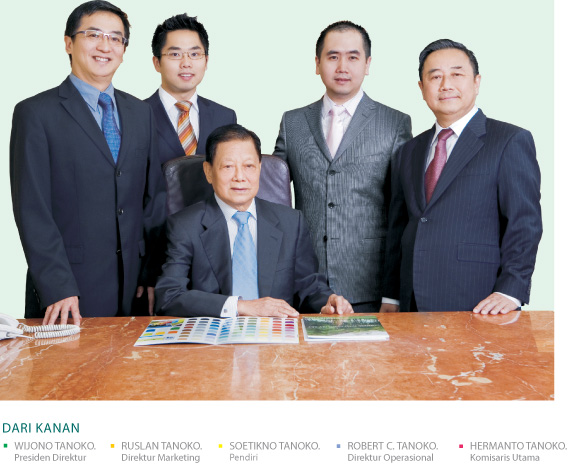 DARI KANAN
WIJONO TANOKO.
Presiden Direktur
RUSLAN TANOKO.
Direktur Marketing
SOETIKNO TANOKO.
Pendiri
ROBERT C. TANOKO.
Direktur Operasional
HERMANTO TANOKO.
Komisaris Utama